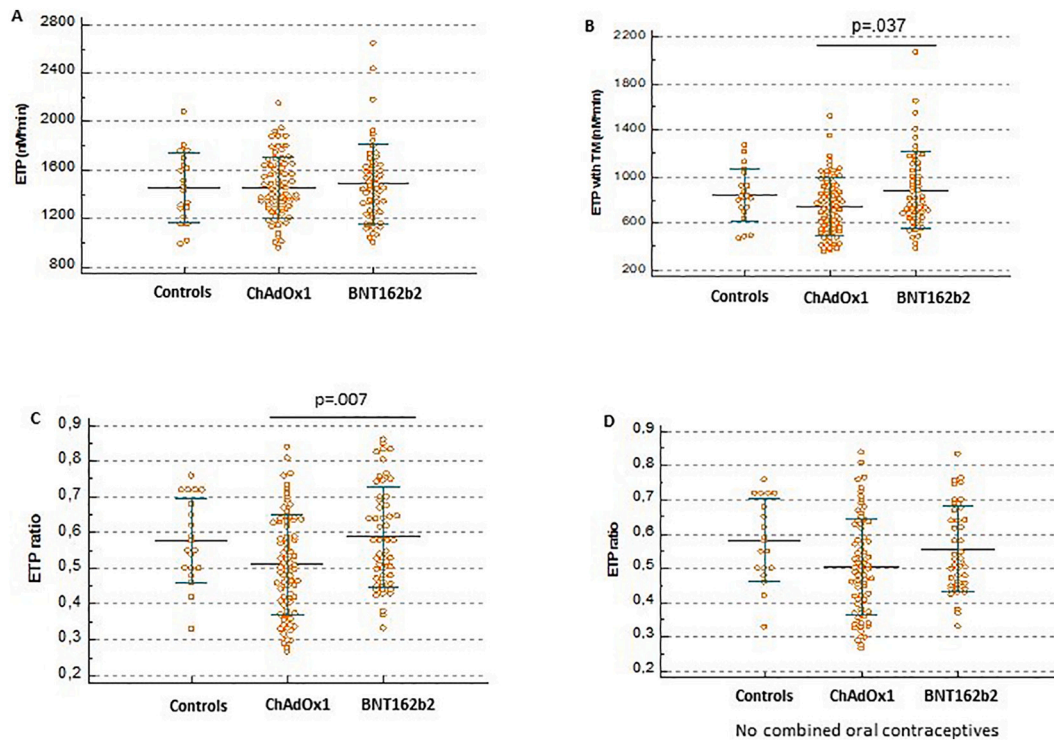 A
ETP (nM*min)
2800
2400
2000
1600
1200
800
Controls ChAdOx1 BNT162b2
B
p=.037
ETP with TM (nM*min)
2200
1800
1400
1000
600
200
Controls ChAdOx1 BNT162b2
C
p=.007
ETP ratio
0,9
0,8
0,7
0,6
0,5
0,4
0,3
0,2
Controls ChAdOx1 BNT162b2
D
ETP ratio
0,9
0,8
0,7
0,6
0,5
0,4
0,3
0,2
Controls ChAdOx1 BNT162b2
No combined oral contraceptives